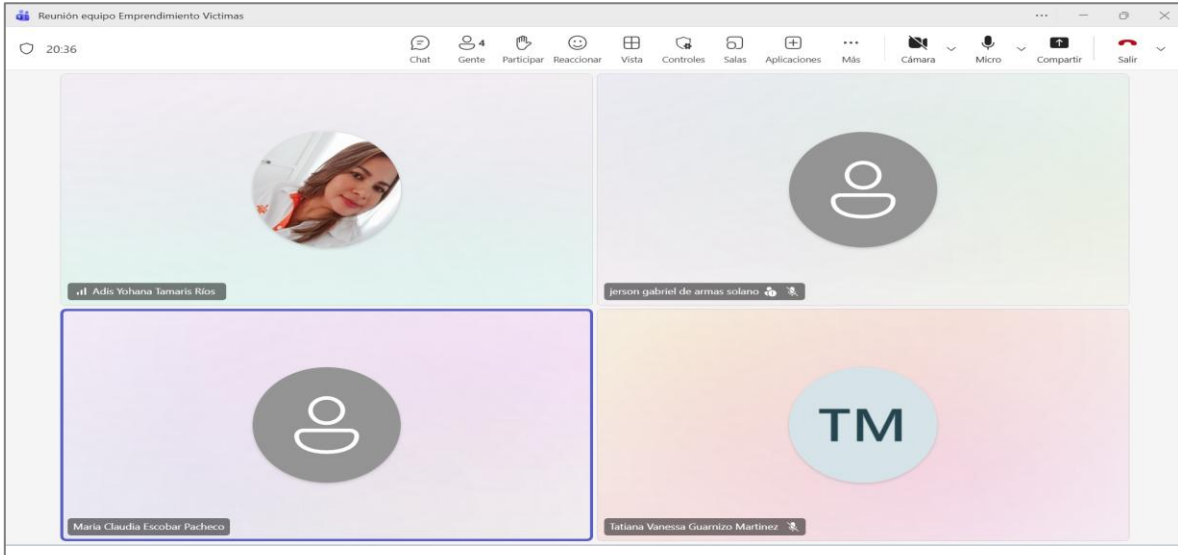 Reunión equipo Emprendimiento Victimas
20:36
Chat
Gente 4
Participar
Reaccionar
Vista
Controles
Salas
Aplicaciones
Más
Cámara
Micro
Compartir
Salir
Adis Yohana Tamaris Ríos
jerson gabriel de armas solano
TM
Maria Claudia Escobar Pacheco
Tatiana Vanessa Guarnizo Martinez